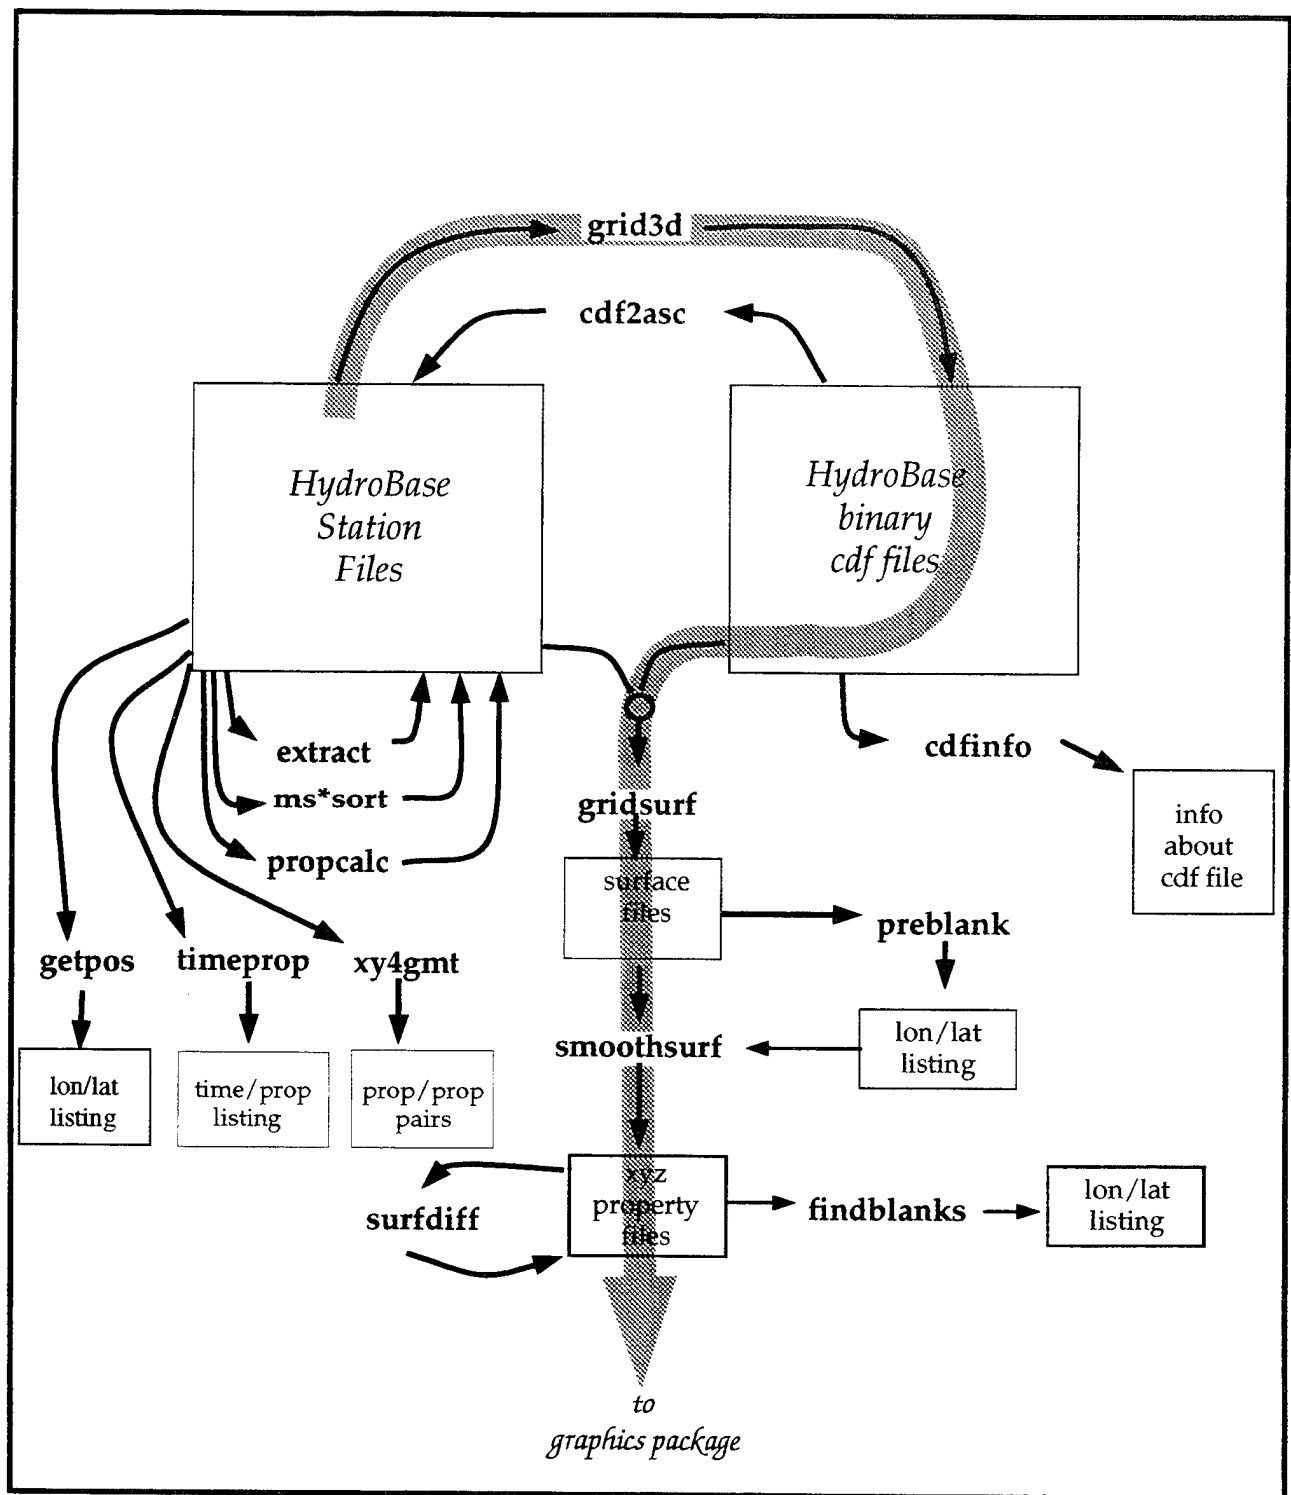 grid3d
cdf2asc
HydroBase
Station
Files
HydroBase
binary
cdf files
extract
ms*sort
propcalc
cdfinfo
info
about
cdf file
gridsurf
surface
files
preblank
getpos
timeprop
xy4gmt
lon/lat
listing
smoothsurf
lon/lat
listing
time/prop
listing
prop/prop
pairs
xyz
property
files
surfdiff
findblanks
lon/lat
listing
to
graphics package